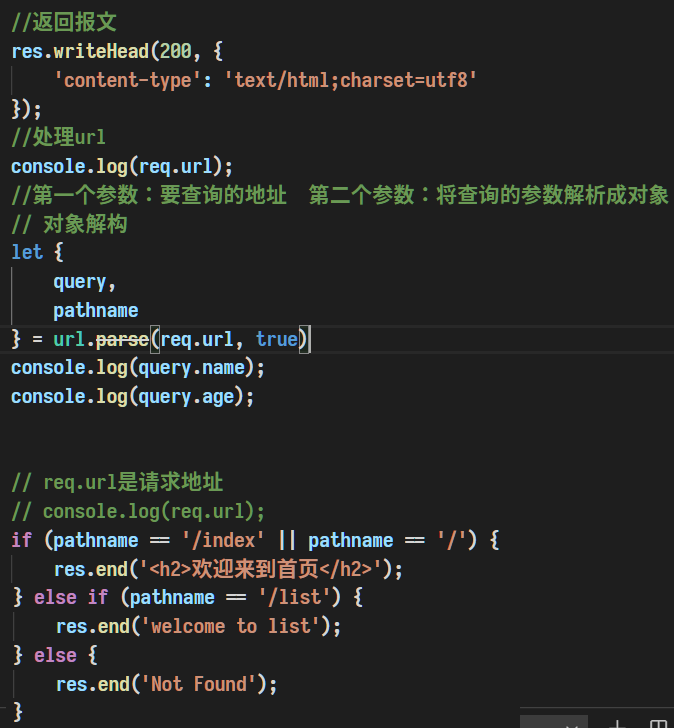 //返回报文
res.writeHead(200, {
    'content-type': 'text/html;charset=utf8'
});
//处理url
console.log(req.url);
//第一个参数：要查询的地址  第二个参数：将查询的参数解析成对象
// 对象解构
let {
    query,
    pathname
} = url.parse(req.url, true)
console.log(query.name);
console.log(query.age);
// req.url是请求地址
// console.log(req.url);
if (pathname == '/index' || pathname == '/') {
    res.end('<h2>欢迎来到首页</h2>');
} else if (pathname == '/list') {
    res.end('welcome to list');
} else {
    res.end('Not Found');
}